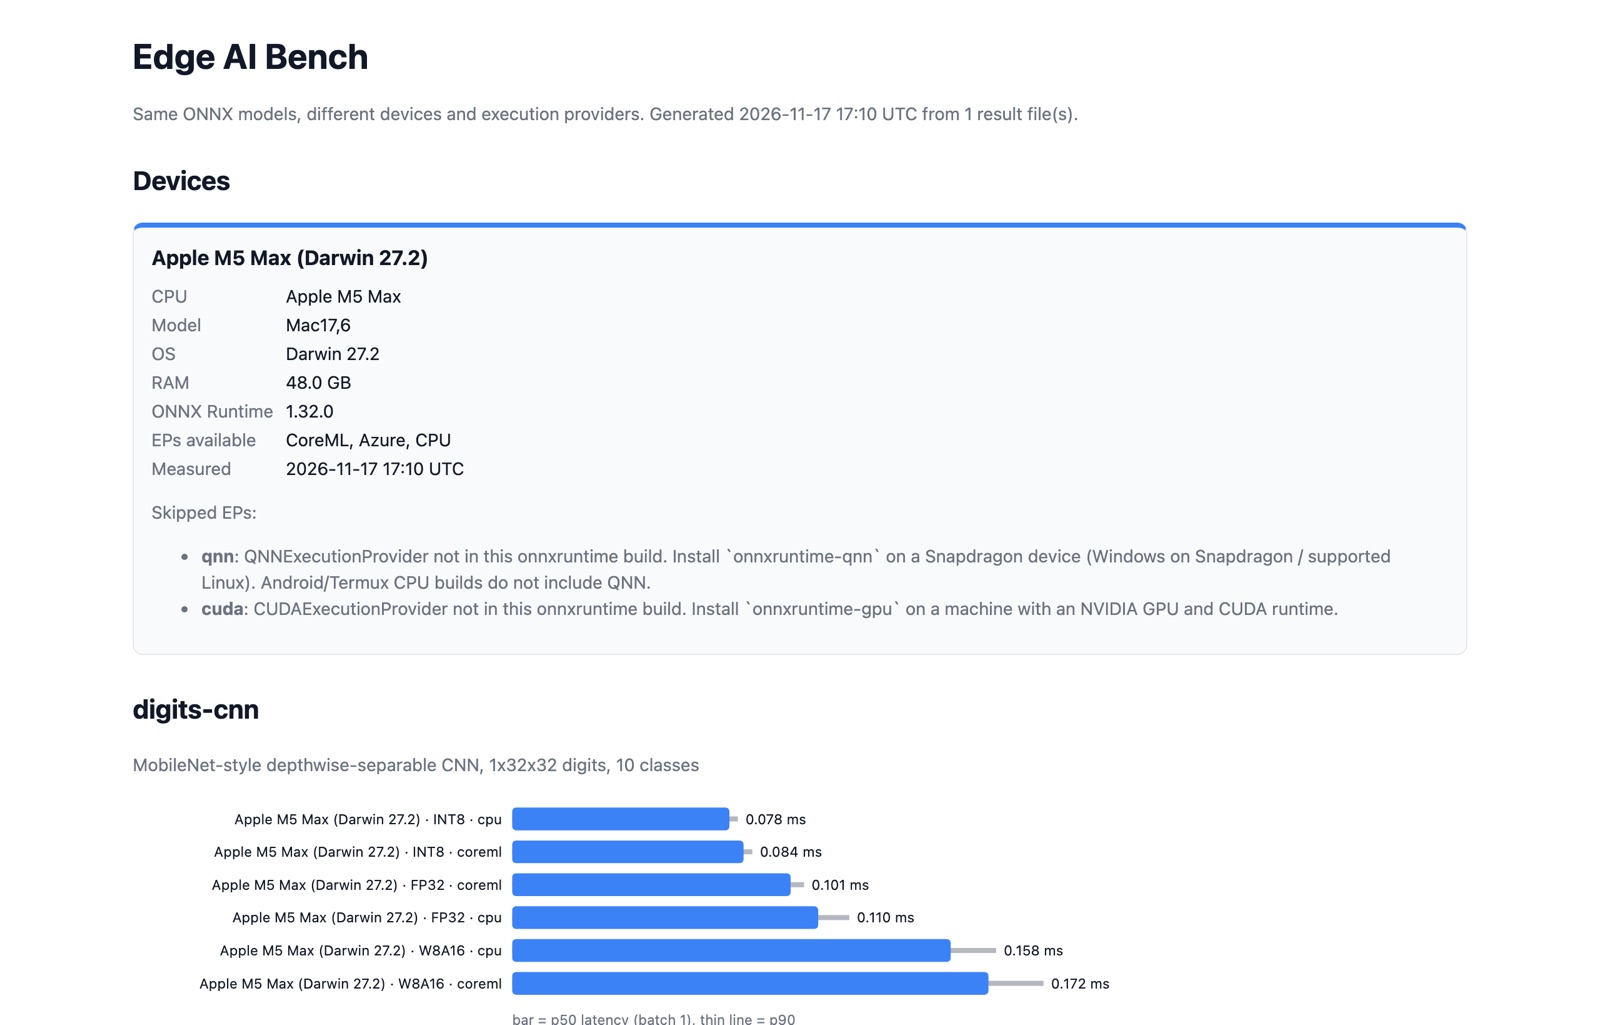 Edge AI Bench
Same ONNX models, different devices and execution providers. Generated 2026-11-17 17:10 UTC from 1 result file(s).
Devices
Apple M5 Max (Darwin 27.2)
CPU Apple M5 Max
Model Mac17,6
OS Darwin 27.2
RAM 48.0 GB
ONNX Runtime 1.32.0
EPs available CoreML, Azure, CPU
Measured 2026-11-17 17:10 UTC
Skipped EPs:
• qnn: QNNExecutionProvider not in this onnxruntime build. Install `onnxruntime-qnn` on a Snapdragon device (Windows on Snapdragon / supported
Linux). Android/Termux CPU builds do not include QNN.
• cuda: CUDAExecutionProvider not in this onnxruntime build. Install `onnxruntime-gpu` on a machine with an NVIDIA GPU and CUDA runtime.
digits-cnn
MobileNet-style depthwise-separable CNN, 1x32x32 digits, 10 classes
Apple M5 Max (Darwin 27.2) · INT8 · cpu 0.078 ms
Apple M5 Max (Darwin 27.2) · INT8 · coreml 0.084 ms
Apple M5 Max (Darwin 27.2) · FP32 · coreml 0.101 ms
Apple M5 Max (Darwin 27.2) · FP32 · cpu 0.110 ms
Apple M5 Max (Darwin 27.2) · W8A16 · cpu 0.158 ms
Apple M5 Max (Darwin 27.2) · W8A16 · coreml 0.172 ms
bar = p50 latency (batch 1), thin line = p90